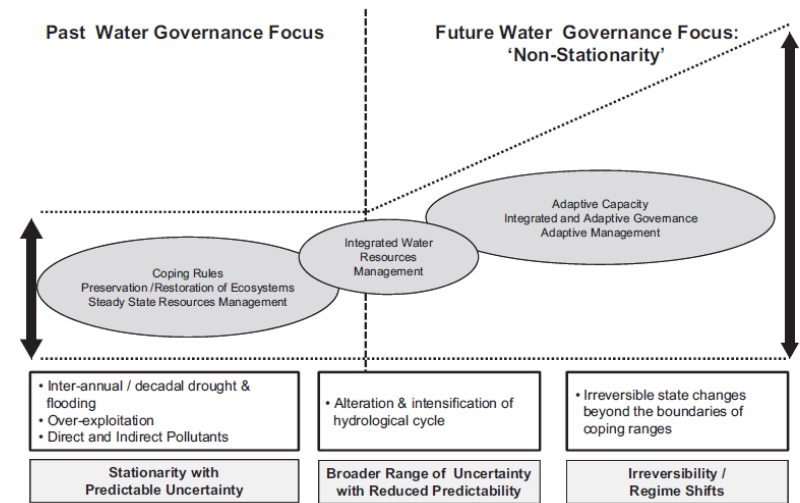 Past Water Governance Focus
Future Water Governance Focus:
‘Non-Stationarity’
Adaptive Capacity
Integrated and Adaptive Governance
Adaptive Management
Integrated Water
Resources
Management
Coping Rules
Preservation /Restoration of Ecosystems
Steady State Resources Management
• Inter-annual / decadal drought &
flooding
• Over-exploitation
• Direct and Indirect Pollutants
• Alteration & intensification of
hydrological cycle
• Irreversible state changes
beyond the boundaries of
coping ranges
Stationarity with
Predictable Uncertainty
Broader Range of Uncertainty
with Reduced Predictability
Irreversibility /
Regime Shifts